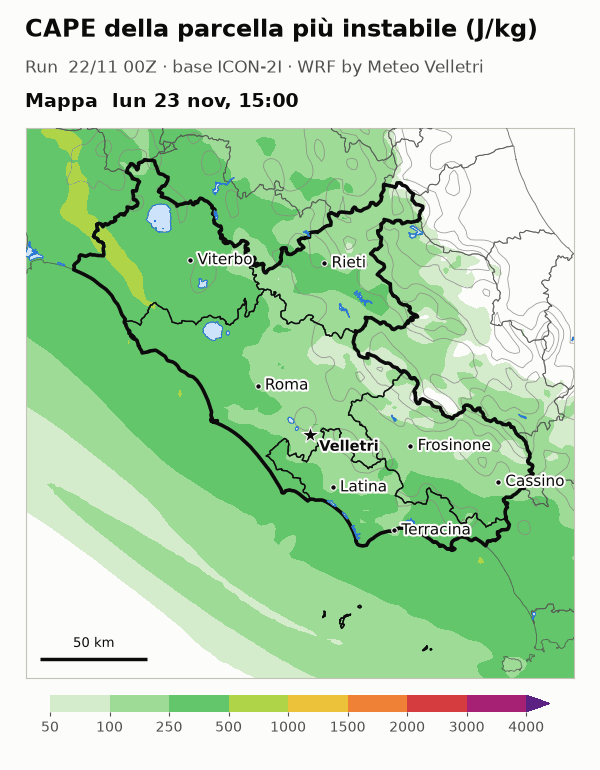 CAPE della parcella più instabile (J/kg)
Run  22/11 00Z · base ICON-2I · WRF by Meteo Velletri
Mappa  lun 23 nov, 15:00
Viterbo
Rieti
Roma
Velletri
Frosinone
Latina
Cassino
Terracina
50 km
50 100 250 500 1000 1500 2000 3000 4000